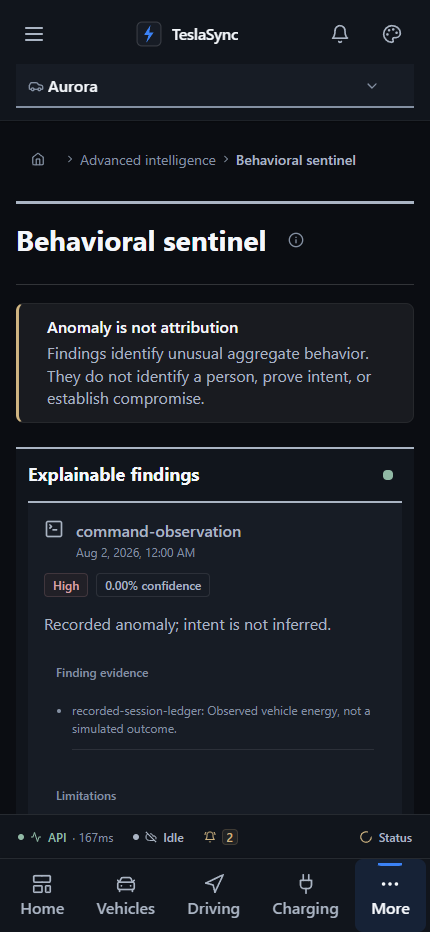 TeslaSync
Aurora
Advanced intelligence
Behavioral sentinel
Behavioral sentinel
Anomaly is not attribution
Findings identify unusual aggregate behavior.
They do not identify a person, prove intent, or
establish compromise.
Explainable findings
command-observation
Aug 2, 2026, 12:00 AM
High
0.00% confidence
Recorded anomaly; intent is not inferred.
Finding evidence
• recorded-session-ledger: Observed vehicle energy, not a
simulated outcome.
Limitations
API · 167ms
Idle
2
Status
Home
Vehicles
Driving
Charging
More